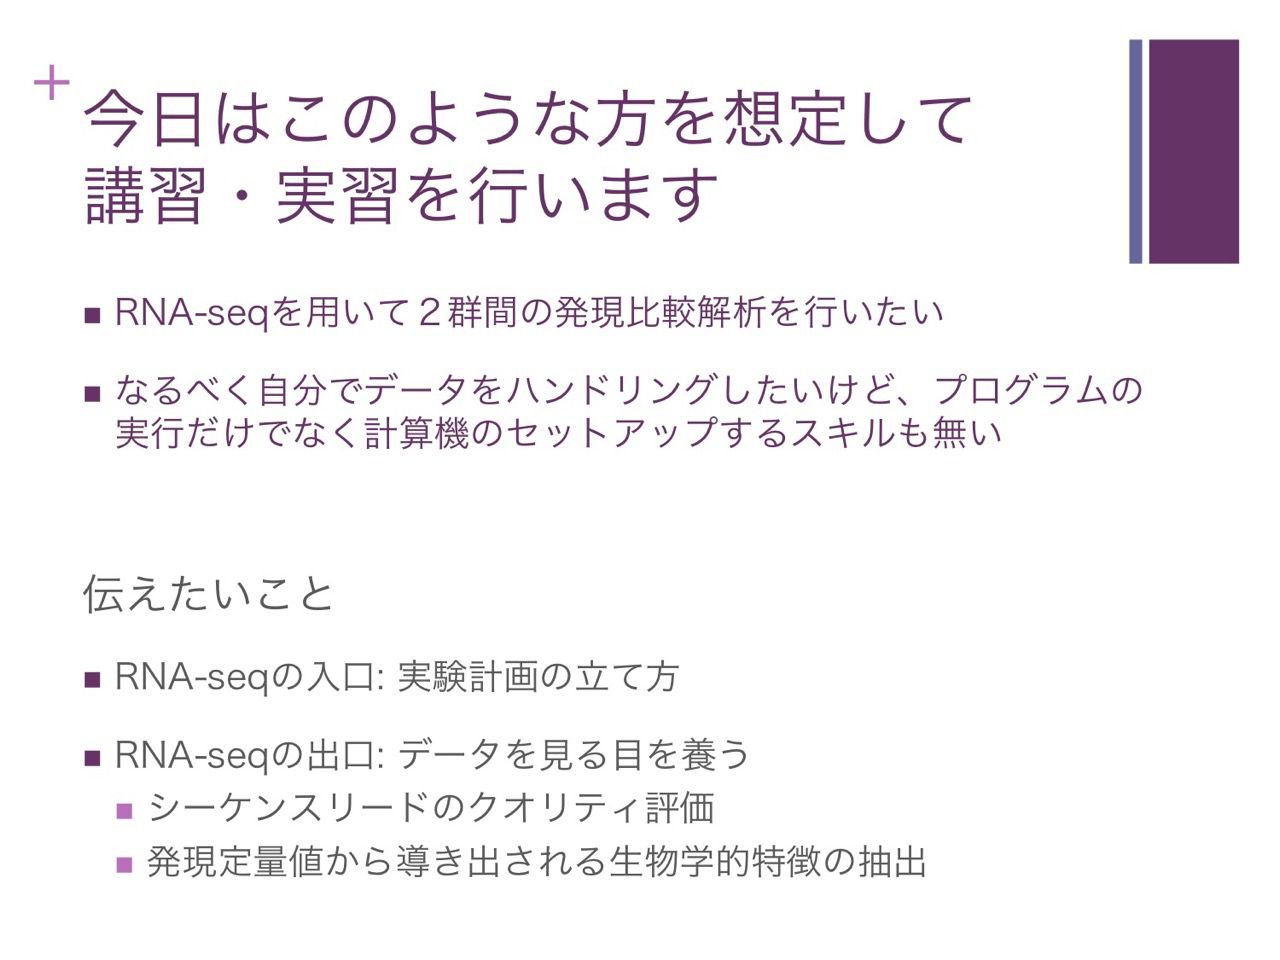 +
今日はこのような方を想定して
講習・実習を行います
■ RNA-seqを用いて２群間の発現比較解析を行いたい
■ なるべく自分でデータをハンドリングしたいけど、プログラムの
実行だけでなく計算機のセットアップするスキルも無い
伝えたいこと
■ RNA-seqの入口: 実験計画の立て方
■ RNA-seqの出口: データを見る目を養う
■ シーケンスリードのクオリティ評価
■ 発現定量値から導き出される生物学的特徴の抽出